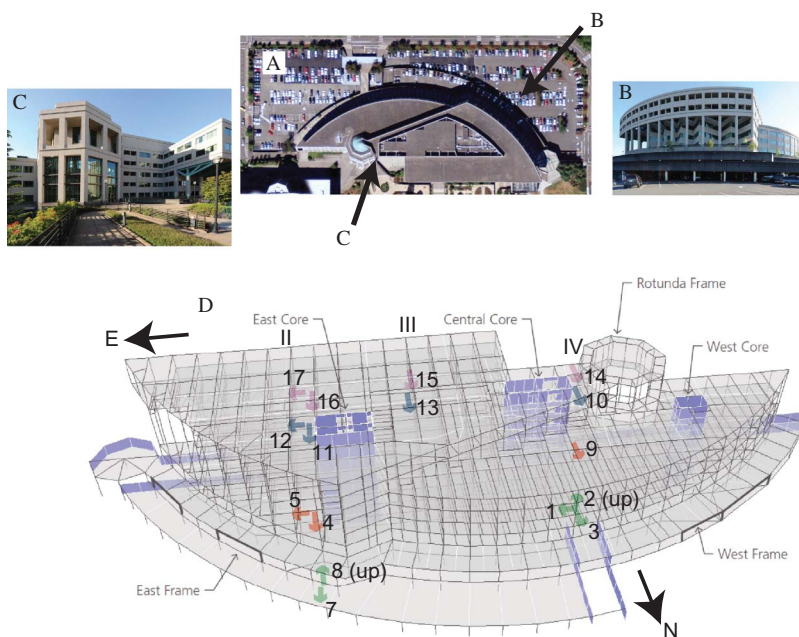 B
A
C
B
C
D
E
Rotunda Frame
East Core
III
Central Core
II
IV
West Core
17
16
15
14
13
10
12
11
9
5
4
1
2 (up)
3
8 (up)
7
East Frame
West Frame
N